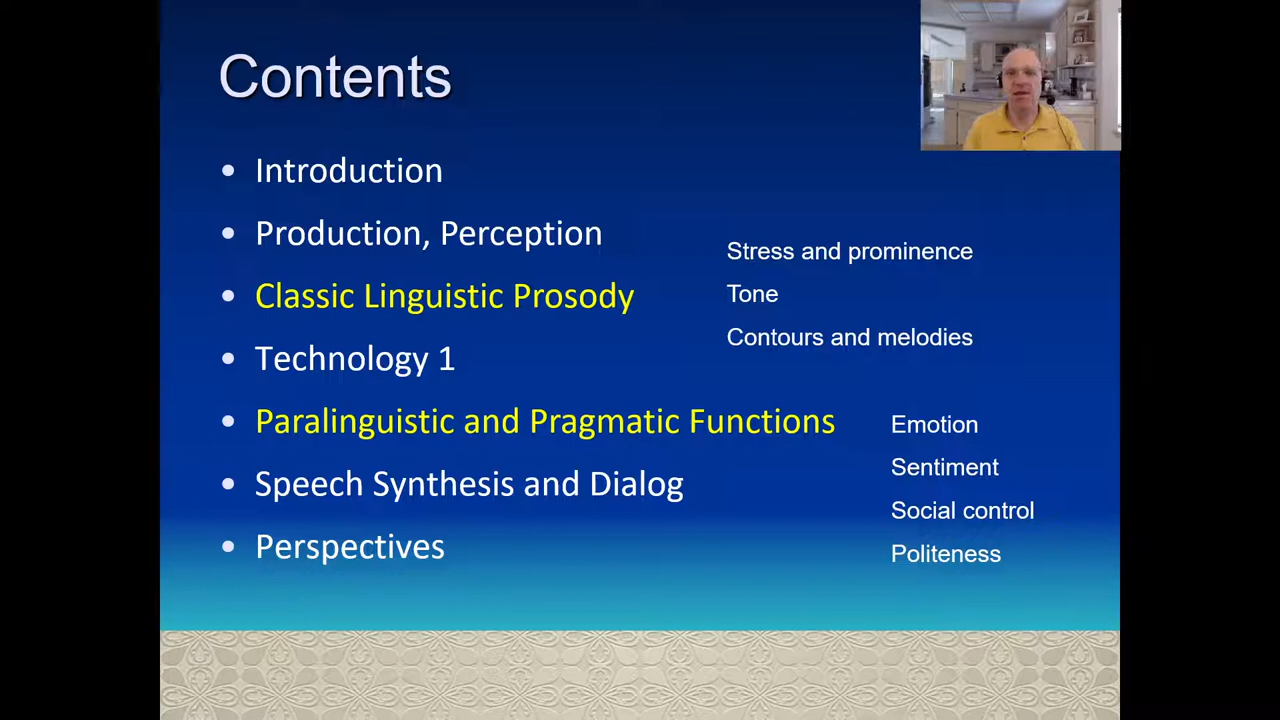 Contents
Introduction
Production, Perception
Classic Linguistic Prosody
Stress and prominence
Tone
Contours and melodies
Technology 1
Paralinguistic and Pragmatic Functions
Emotion
Sentiment
Social control
Politeness
Speech Synthesis and Dialog
Perspectives